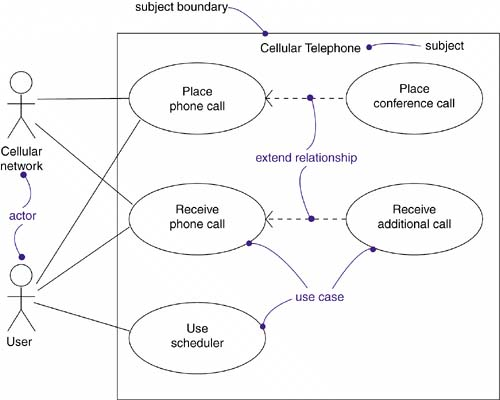 subject boundary
Cellular Telephone
subject
Place
phone call
Place
conference call
Cellular
network
extend relationship
actor
Receive
phone call
Receive
additional call
use case
User
Use
scheduler